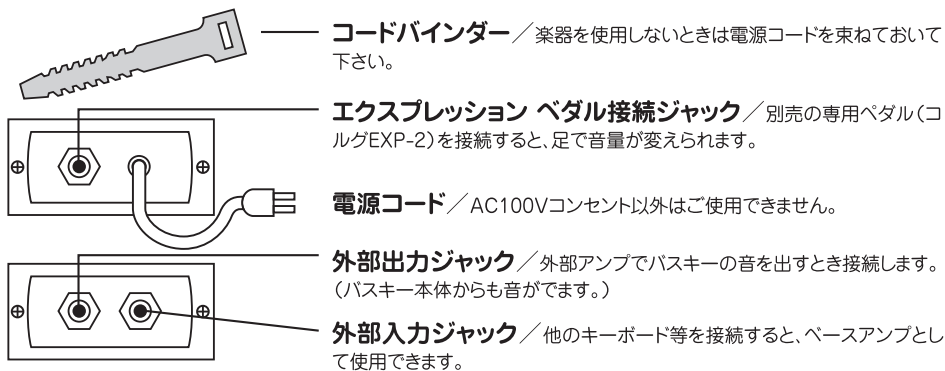 コードバインダー／楽器を使用しないときは電源コードを束ねておいて
下さい。
エクスプレッション ペダル接続ジャック／別売の専用ペダル（コ
ルグEXP-2）を接続すると、足で音量が変えられます。
電源コード／AC100Vコンセント以外はご使用できません。
外部出力ジャック／外部アンプでバスキーの音を出すとき接続します。
（バスキー本体からも音がでます。）
外部入力ジャック／他のキーボード等を接続すると、ベースアンプとし
て使用できます。